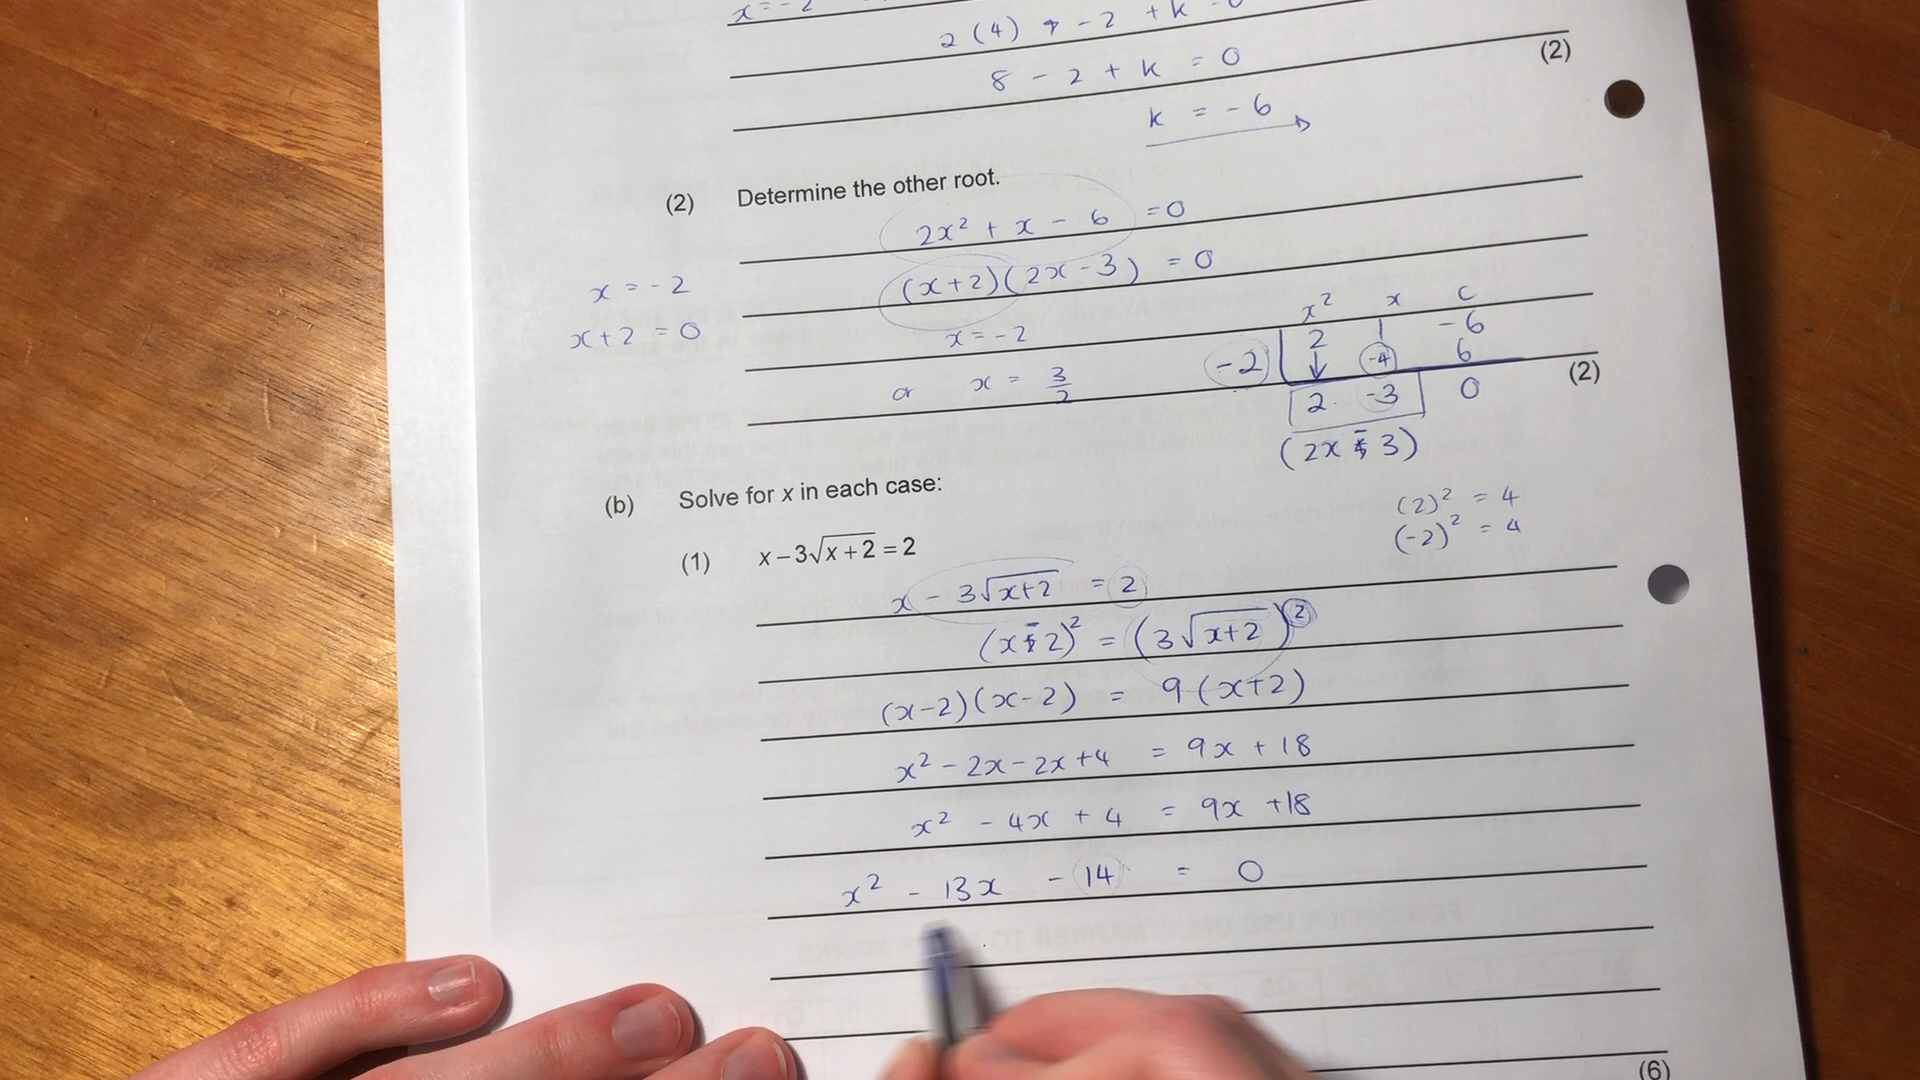 x = -2
2 (4) + -2 + k = 0
8 - 2 + k = 0
(2)
k = -6
(2) Determine the other root.
2x² + x - 6 = 0
(x+2)(2x-3) = 0
x = -2
x+2 = 0
x = -2
or x = 3/2
x² x c
2 1 -6
-2 -4 6
2 -3 0
(2)
(2x - 3)
(b) Solve for x in each case:
(2)² = 4
(-2)² = 4
(1) x – 3√x + 2 = 2
x - 3√x+2 = 2
(x - 2)² = (3√x+2)²
(x-2)(x-2) = 9(x+2)
x² - 2x - 2x + 4 = 9x + 18
x² - 4x + 4 = 9x + 18
x² - 13x - 14 = 0
(6)